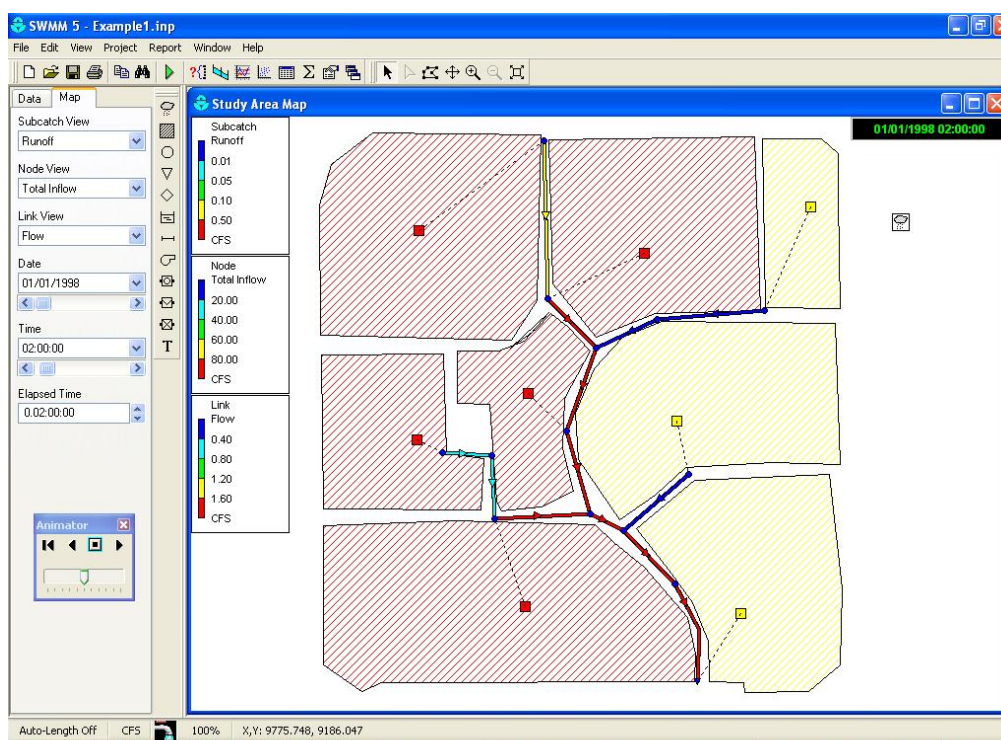 SWMM 5 - Example1.inp
File Edit View Project Report Window Help
Data Map
Subcatch View
Runoff
Node View
Total Inflow
Link View
Flow
Date
01/01/1998
Time
02:00:00
Elapsed Time
0.02:00:00
Animator
T
Study Area Map
01/01/1998 02:00:00
Subcatch
Runoff
0.01
0.05
0.10
0.50
CFS
Node
Total Inflow
20.00
40.00
60.00
80.00
CFS
Link
Flow
0.40
0.80
1.20
1.60
CFS
Auto-Length Off CFS 100% X,Y: 9775.748, 9186.047